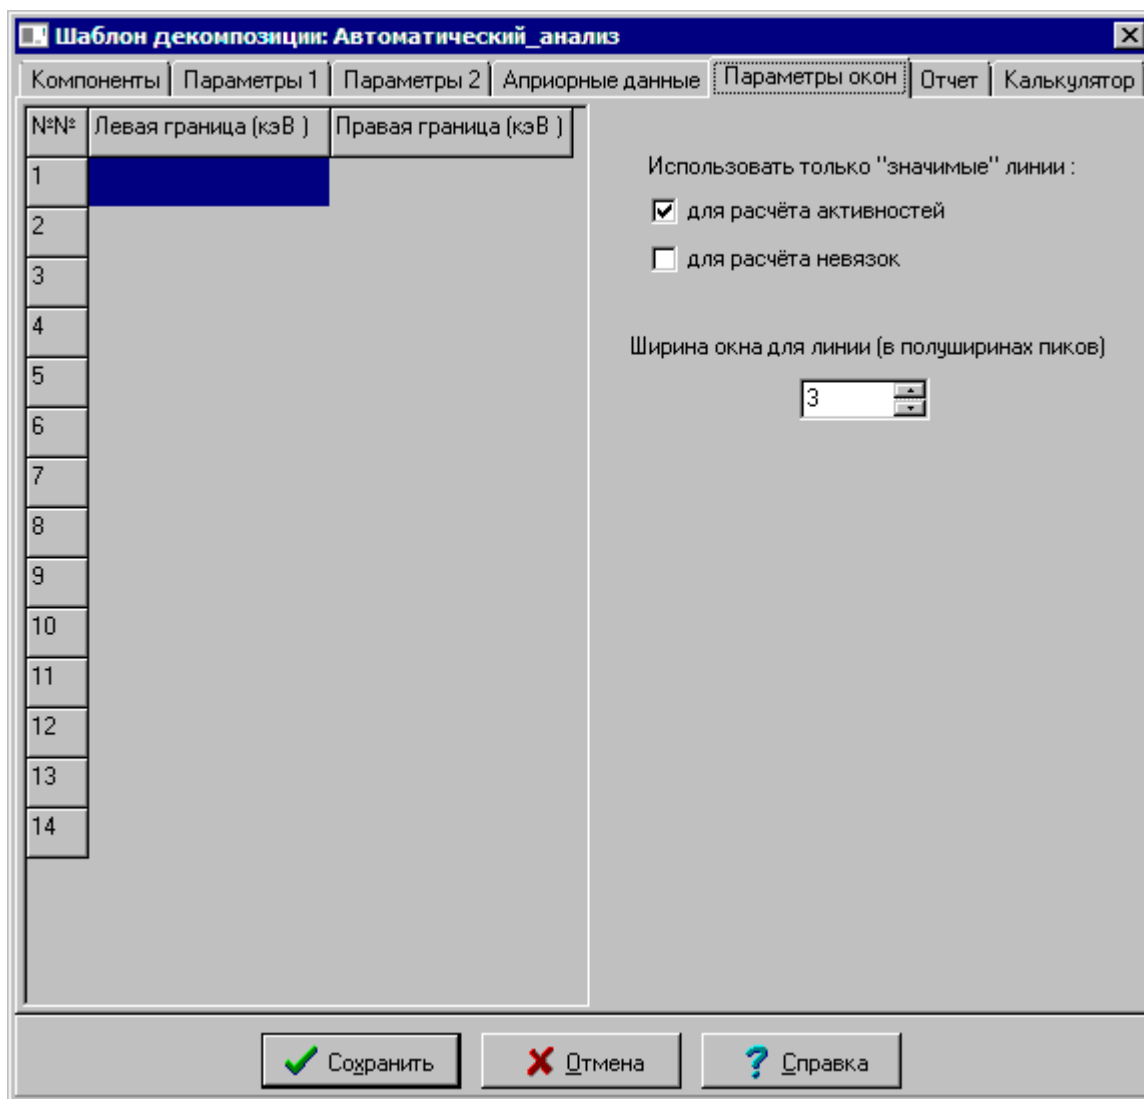 Шаблон декомпозиции: Автоматический_анализ
Компоненты Параметры 1 Параметры 2 Априорные данные Параметры окон Отчет Калькулятор
№№ Левая граница (кэВ ) Правая граница (кэВ )
1
2
3
4
5
6
7
8
9
10
11
12
13
14
Использовать только "значимые" линии :
для расчёта активностей
для расчёта невязок
Ширина окна для линии (в полуширинах пиков)
3
Сохранить Отмена Справка